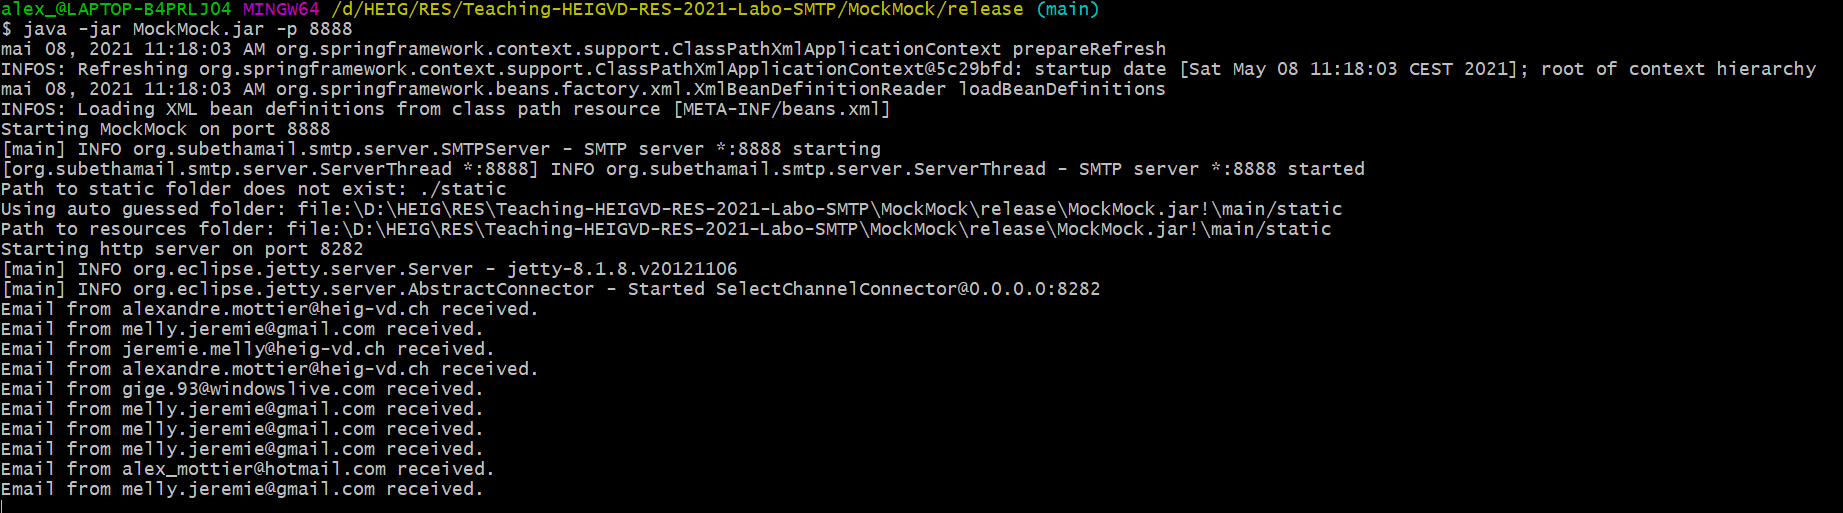 alex_@LAPTOP-B4PRLJO4 MINGW64 /d/HEIG/RES/Teaching-HEIGVD-RES-2021-Labo-SMTP/MockMock/release (main)
$ java -jar MockMock.jar -p 8888
mai 08, 2021 11:18:03 AM org.springframework.context.support.ClassPathXmlApplicationContext prepareRefresh
INFOS: Refreshing org.springframework.context.support.ClassPathXmlApplicationContext@5c29bfd: startup date [Sat May 08 11:18:03 CEST 2021]; root of context hierarchy
mai 08, 2021 11:18:03 AM org.springframework.beans.factory.xml.XmlBeanDefinitionReader loadBeanDefinitions
INFOS: Loading XML bean definitions from class path resource [META-INF/beans.xml]
Starting MockMock on port 8888
[main] INFO org.subethamail.smtp.server.SMTPServer - SMTP server *:8888 starting
[org.subethamail.smtp.server.ServerThread *:8888] INFO org.subethamail.smtp.server.ServerThread - SMTP server *:8888 started
Path to static folder does not exist: ./static
Using auto guessed folder: file:\D:\HEIG\RES\Teaching-HEIGVD-RES-2021-Labo-SMTP\MockMock\release\MockMock.jar!\main/static
Path to resources folder: file:\D:\HEIG\RES\Teaching-HEIGVD-RES-2021-Labo-SMTP\MockMock\release\MockMock.jar!\main/static
Starting http server on port 8282
[main] INFO org.eclipse.jetty.server.Server - jetty-8.1.8.v20121106
[main] INFO org.eclipse.jetty.server.AbstractConnector - Started SelectChannelConnector@0.0.0.0:8282
Email from alexandre.mottier@heig-vd.ch received.
Email from melly.jeremie@gmail.com received.
Email from jeremie.melly@heig-vd.ch received.
Email from alexandre.mottier@heig-vd.ch received.
Email from gige.93@windowslive.com received.
Email from melly.jeremie@gmail.com received.
Email from melly.jeremie@gmail.com received.
Email from melly.jeremie@gmail.com received.
Email from alex_mottier@hotmail.com received.
Email from melly.jeremie@gmail.com received.